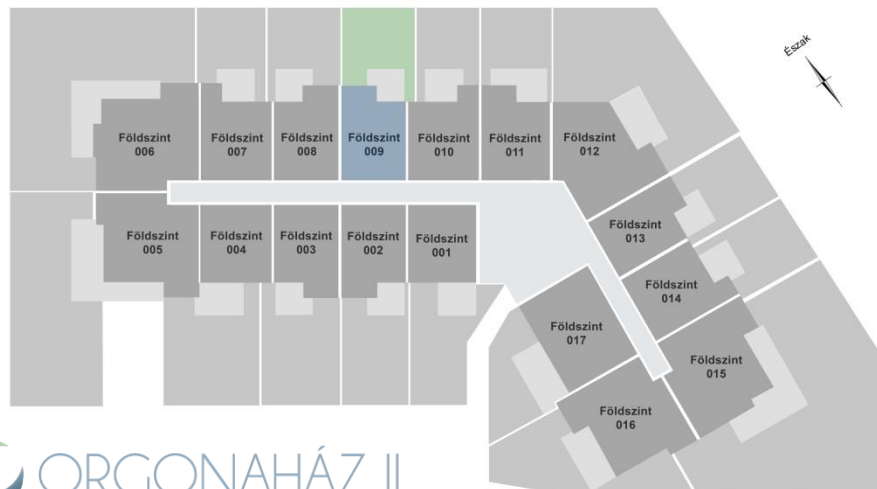 Észak
Földszint
006
Földszint
007
Földszint
008
Földszint
009
Földszint
010
Földszint
011
Földszint
012
Földszint
005
Földszint
004
Földszint
003
Földszint
002
Földszint
001
Földszint
013
Földszint
014
Földszint
017
Földszint
015
Földszint
016
ORGONAHÁZ II